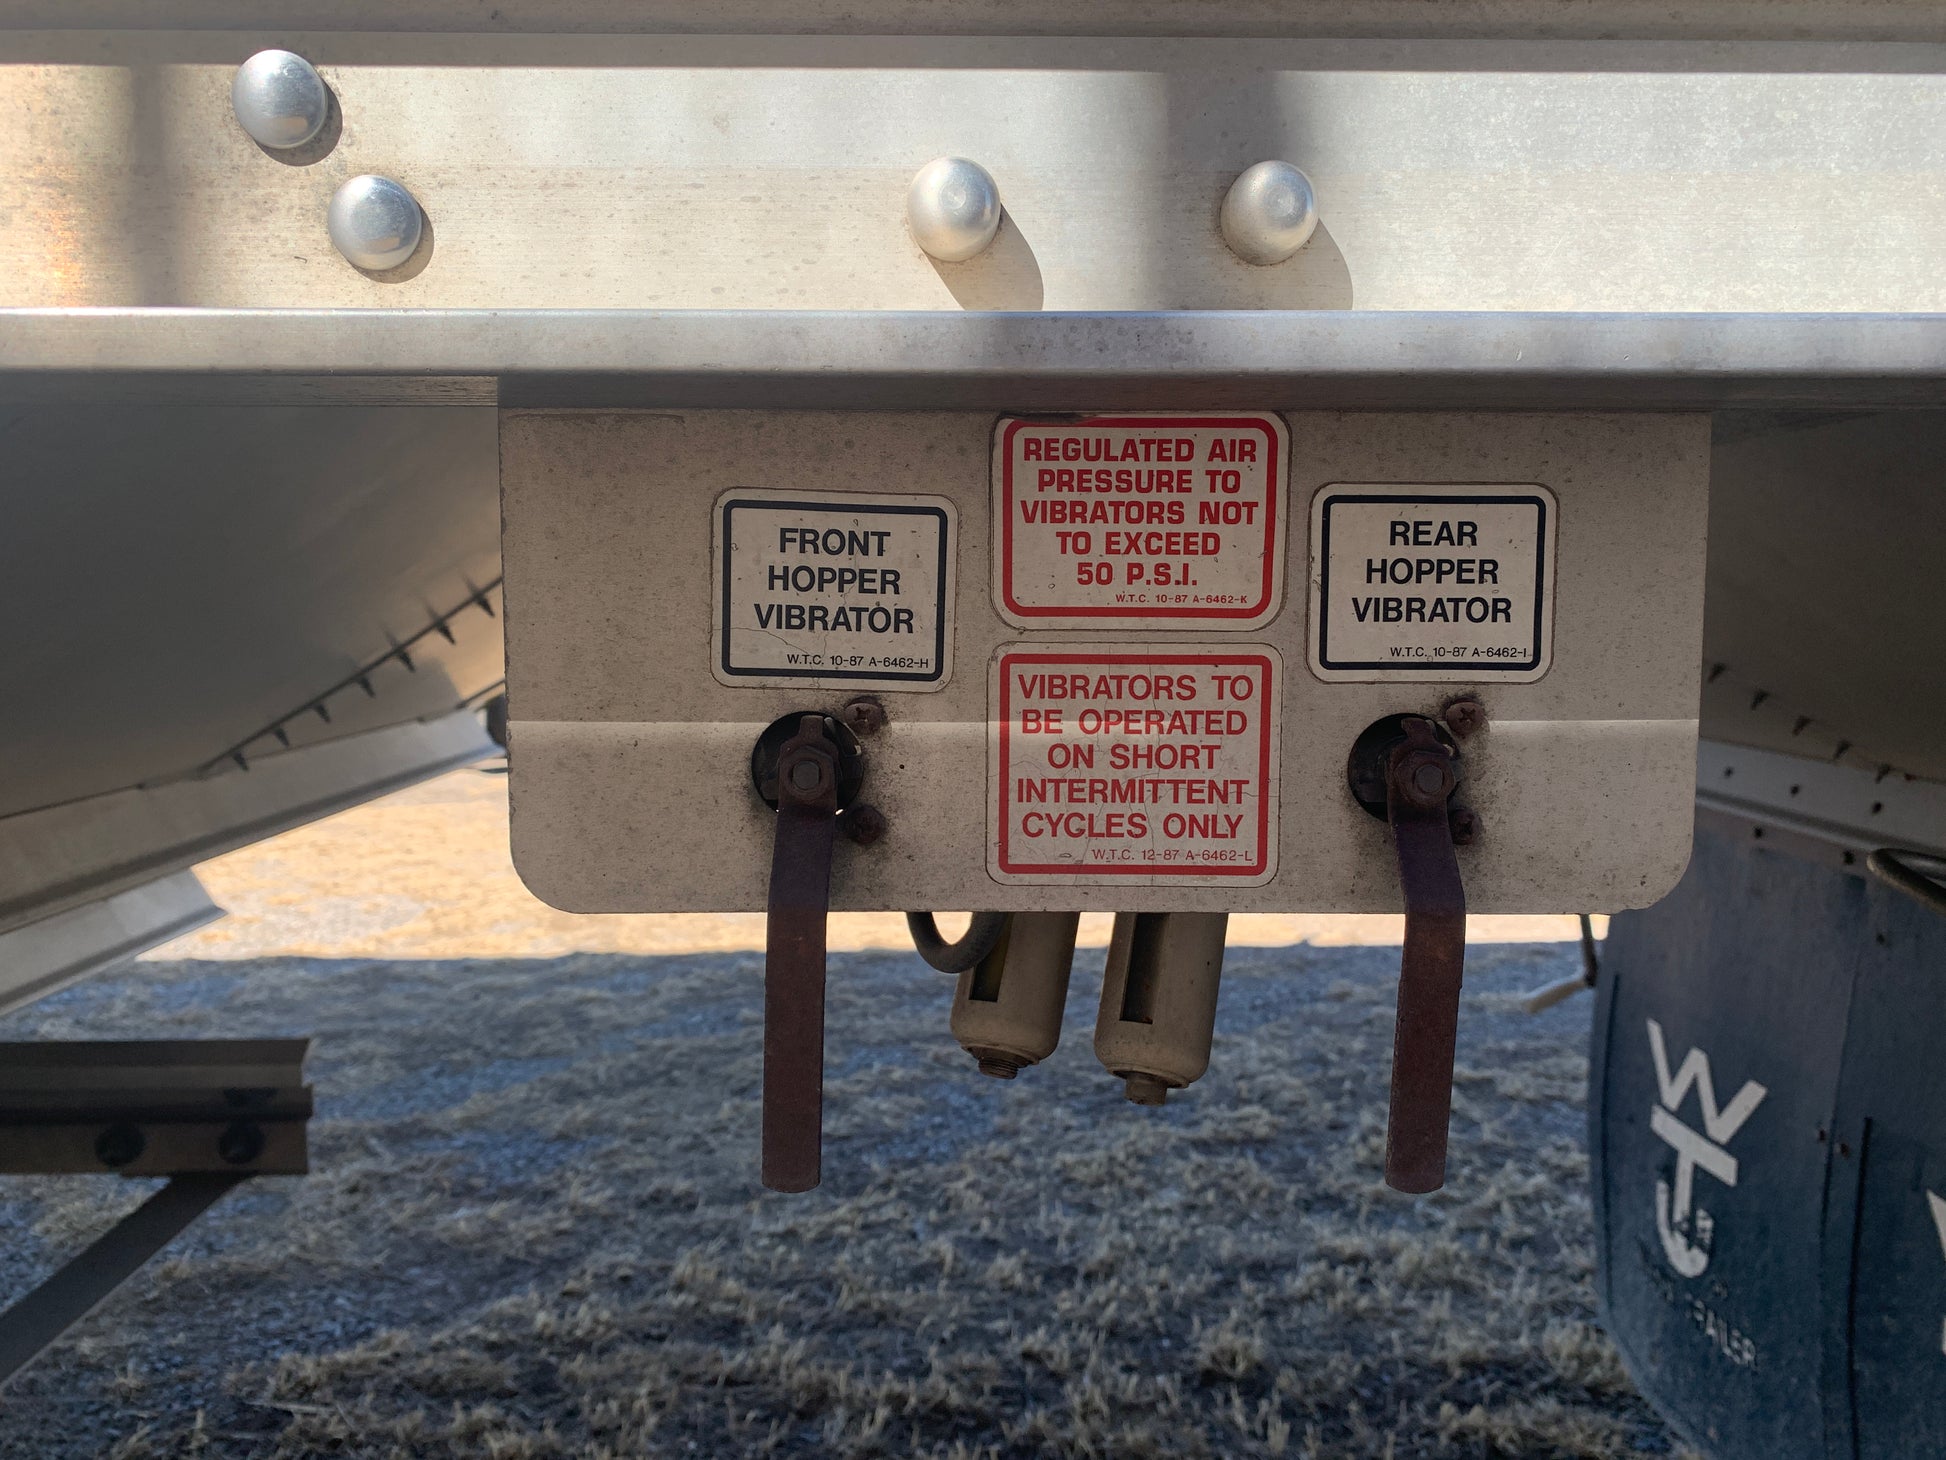 REGULATED AIR
PRESSURE TO
VIBRATORS NOT
TO EXCEED
50 P.S.I.
W.T.C. 10-87 A-6462-K
FRONT
HOPPER
VIBRATOR
W.T.C. 10-87 A-6462-H
REAR
HOPPER
VIBRATOR
W.T.C. 10-87 A-6462-I
VIBRATORS TO
BE OPERATED
ON SHORT
INTERMITTENT
CYCLES ONLY
W.T.C. 12-87 A-6462-L
WTC